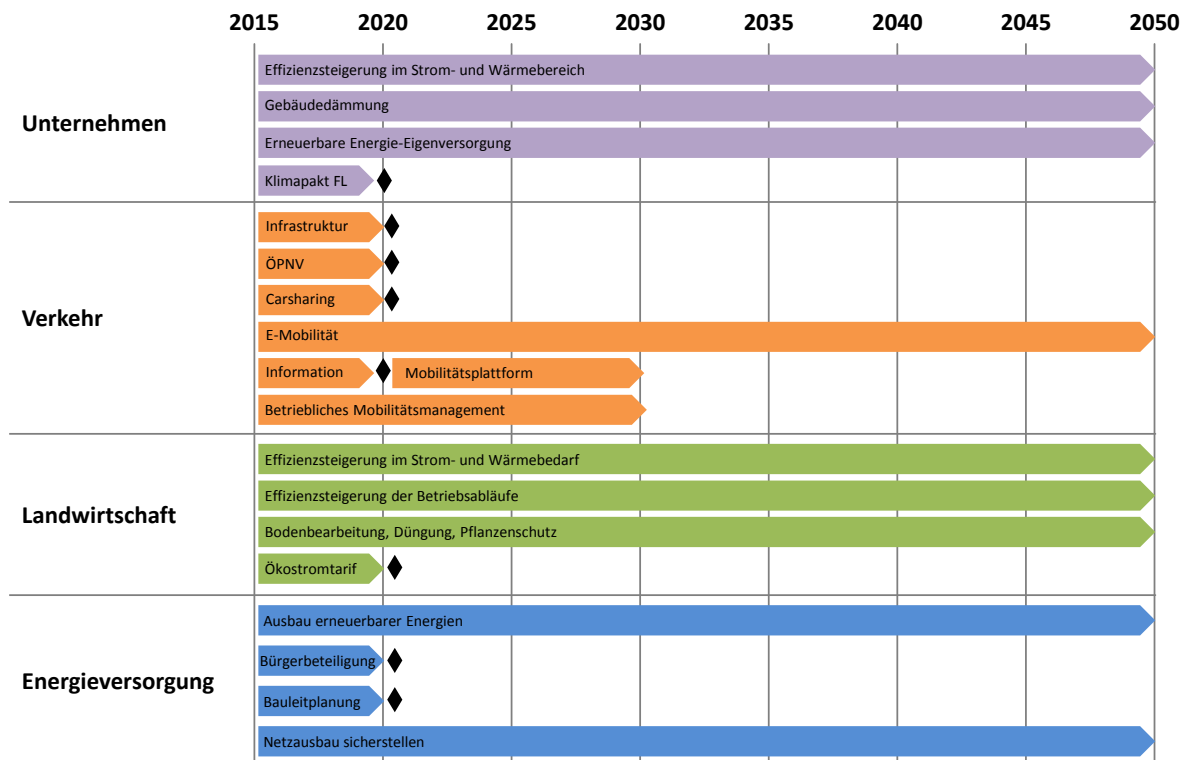 2015 2020 2025 2030 2035 2040 2045 2050
Unternehmen
Effizienzsteigerung im Strom- und Wärmebereich
Gebäudedämmung
Erneuerbare Energie-Eigenversorgung
Klimapakt FL
Verkehr
Infrastruktur
ÖPNV
Carsharing
E-Mobilität
Information Mobilitätsplattform
Betriebliches Mobilitätsmanagement
Landwirtschaft
Effizienzsteigerung im Strom- und Wärmebedarf
Effizienzsteigerung der Betriebsabläufe
Bodenbearbeitung, Düngung, Pflanzenschutz
Ökostromtarif
Energieversorgung
Ausbau erneuerbarer Energien
Bürgerbeteiligung
Bauleitplanung
Netzausbau sicherstellen